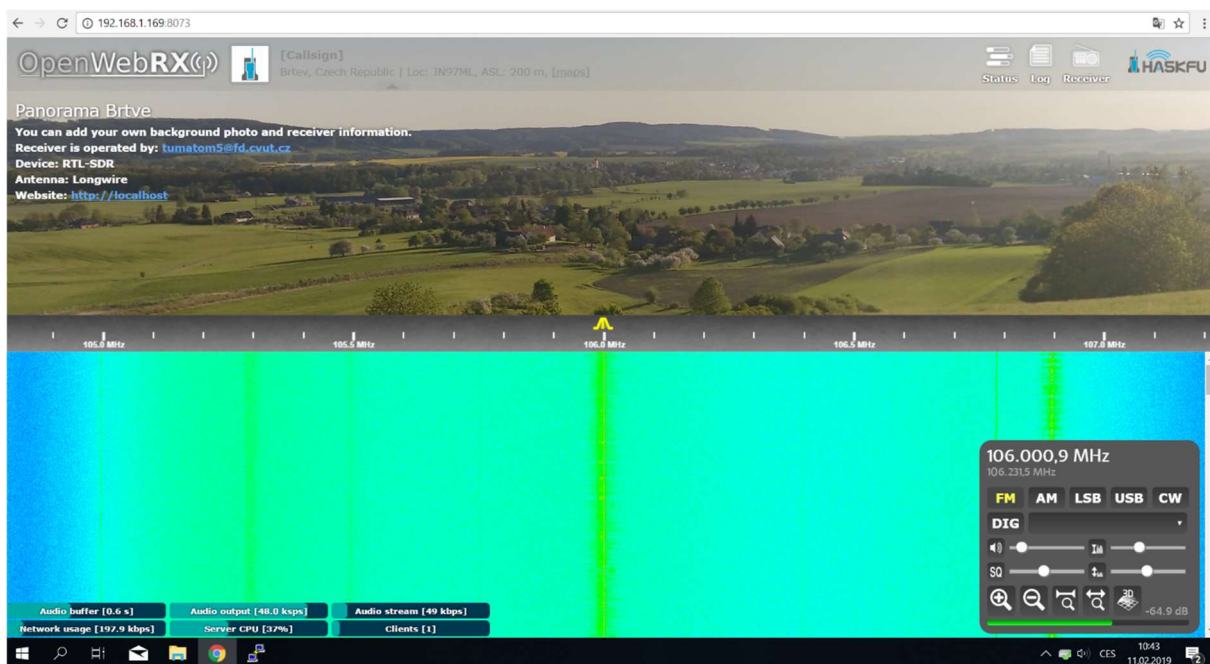 192.168.1.169:8073
OpenWebRX
[Callsign]
Brtev, Czech Republic | Loc: JN97ML, ASL: 200 m, [maps]
Status Log Receiver
HA5KFU
Panorama Brtve
You can add your own background photo and receiver information.
Receiver is operated by: tumatom5@fd.cvut.cz
Device: RTL-SDR
Antenna: Longwire
Website: http://localhost
105.0 MHz 105.5 MHz 106.0 MHz 106.5 MHz 107.0 MHz
106.000,9 MHz
106.231,5 MHz
FM AM LSB USB CW
DIG
SQ
3D
-64.9 dB
Audio buffer [0.6 s] Audio output [48.0 ksps] Audio stream [49 kbps]
Network usage [197.9 kbps] Server CPU [37%] Clients [1]
CES
10:43
11.02.2019
2